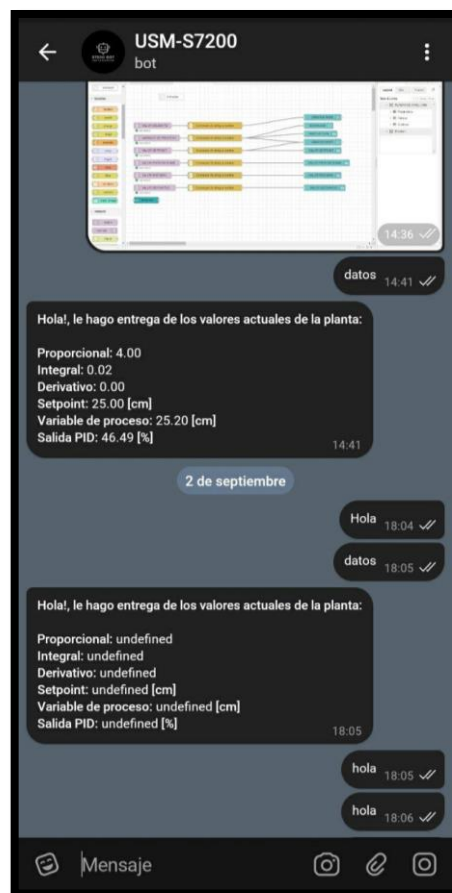 USM-S7200
bot
14:36
datos
14:41
Hola!, le hago entrega de los valores actuales de la planta:
Proporcional: 4.00
Integral: 0.02
Derivativo: 0.00
Setpoint: 25.00 [cm]
Variable de proceso: 25.20 [cm]
Salida PID: 46.49 [%]
14:41
2 de septiembre
Hola 18:04
datos 18:05
Hola!, le hago entrega de los valores actuales de la planta:
Proporcional: undefined
Integral: undefined
Derivativo: undefined
Setpoint: undefined [cm]
Variable de proceso: undefined [cm]
Salida PID: undefined [%]
18:05
hola 18:05
hola 18:06
Mensaje